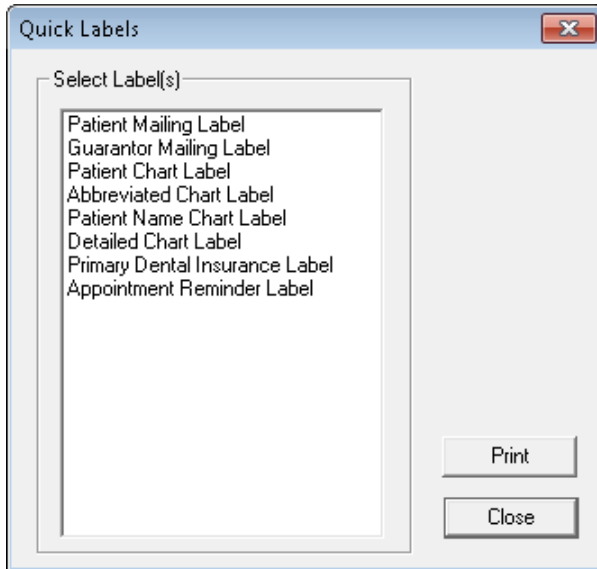 Quick Labels
Select Label(s)
Patient Mailing Label
Guarantor Mailing Label
Patient Chart Label
Abbreviated Chart Label
Patient Name Chart Label
Detailed Chart Label
Primary Dental Insurance Label
Appointment Reminder Label
Print
Close